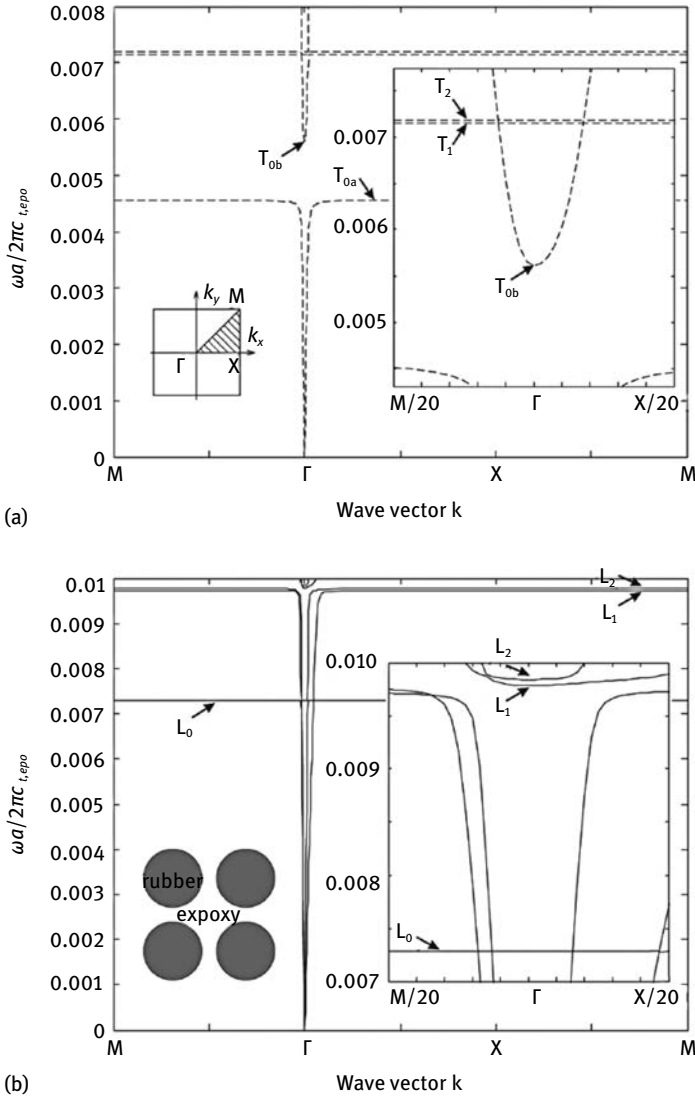 0.008
0.007
0.006
0.005
0.004
0.003
0.002
0.001
0
ωa/2πc t,epo
T0b
T0a
M
ky
kx
Γ
X
T2
T1
0.007
0.006
T0b
0.005
M/20
Γ
X/20
M
Γ
X
M
Wave vector k
(a)
0.01
0.009
0.008
0.007
0.006
0.005
0.004
0.003
0.002
0.001
0
ωa/2πc t,epo
L2
L1
L0
rubber
expoxy
0.010
L2
L1
0.009
0.008
L0
0.007
M/20
Γ
X/20
M
Γ
X
M
Wave vector k
(b)